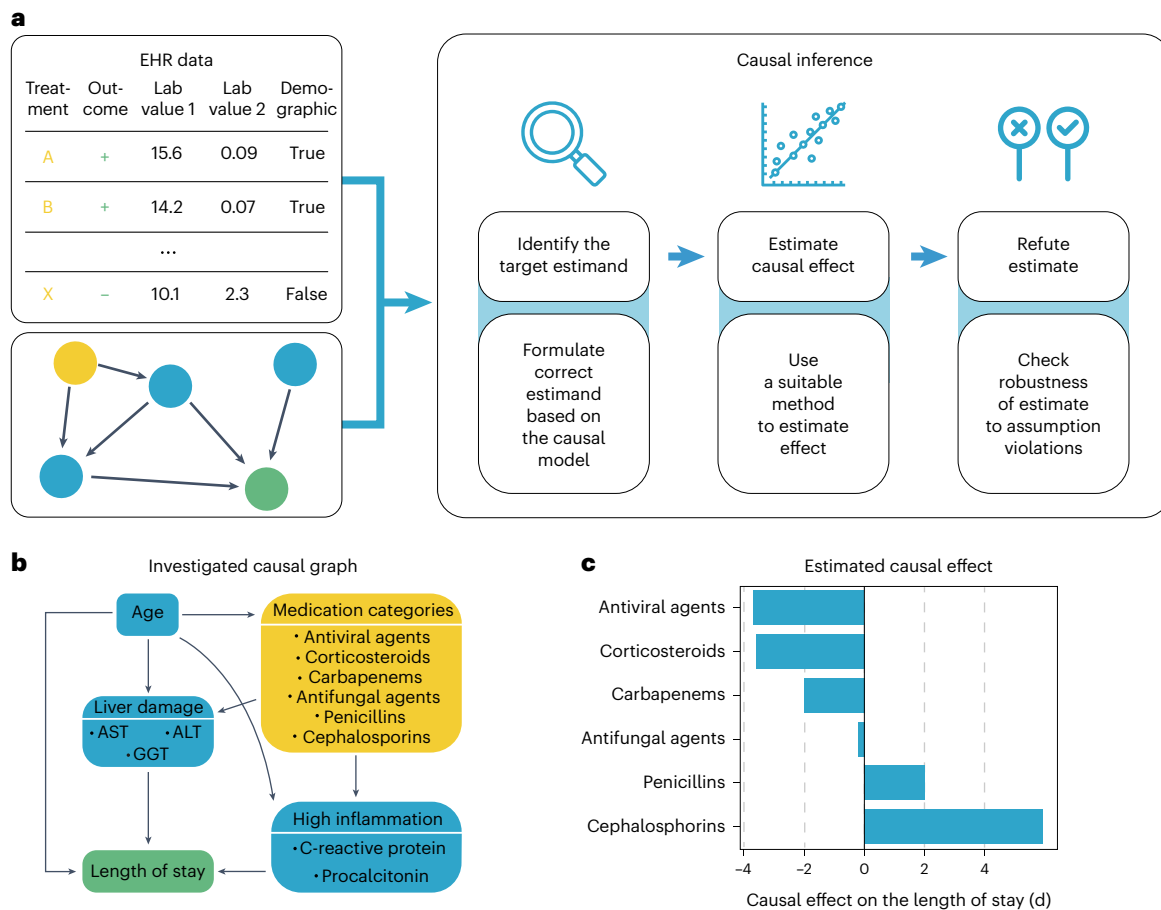 a
EHR data
Treat-
ment
Out-
come
Lab
value 1
Lab
value 2
Demo-
graphic
A + 15.6 0.09 True
B + 14.2 0.07 True
...
X – 10.1 2.3 False
Causal inference
Identify the
target estimand
Formulate
correct
estimand
based on
the causal
model
Estimate
causal effect
Use
a suitable
method
to estimate
effect
Refute
estimate
Check
robustness
of estimate
to assumption
violations
b
Investigated causal graph
Age
Medication categories
• Antiviral agents
• Corticosteroids
• Carbapenems
• Antifungal agents
• Penicillins
• Cephalosporins
Liver damage
• AST • ALT
• GGT
High inflammation
• C-reactive protein
• Procalcitonin
Length of stay
c
Estimated causal effect
Antiviral agents
Corticosteroids
Carbapenems
Antifungal agents
Penicillins
Cephalosphorins
–4 –2 0 2 4
Causal effect on the length of stay (d)